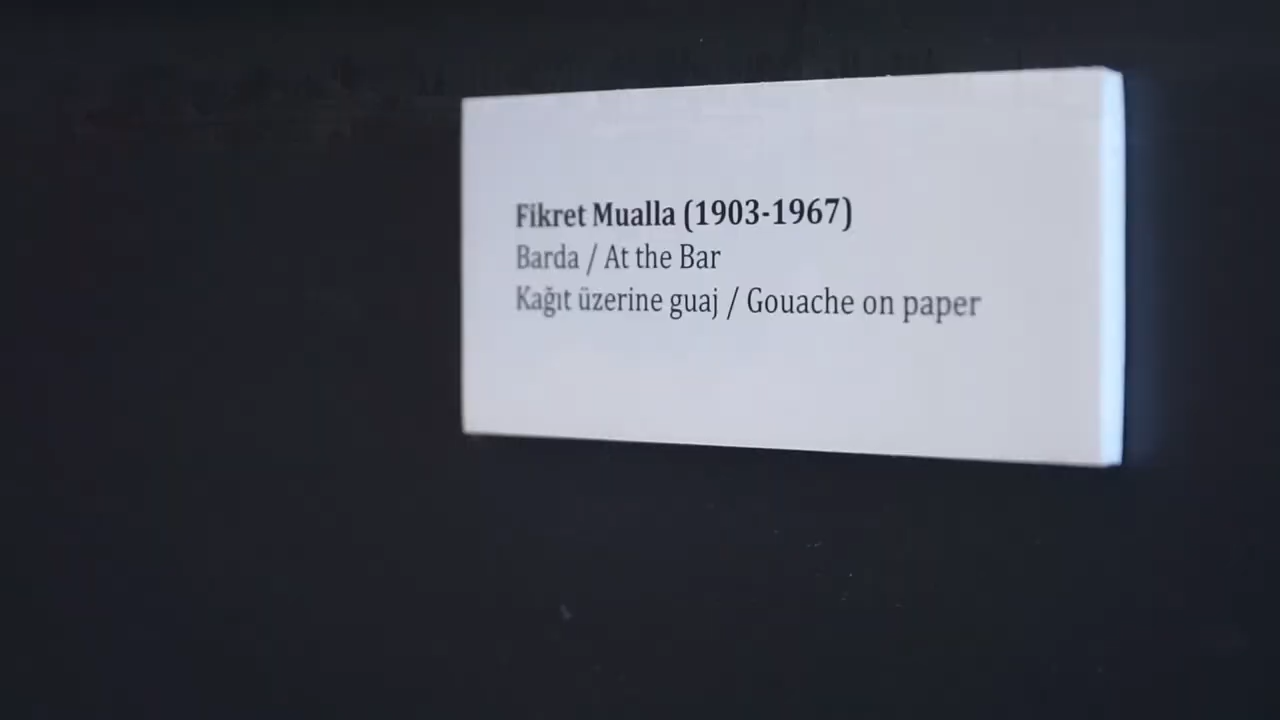 Fikret Mualla (1903-1967)
Barda / At the Bar
Kağıt üzerine guaj / Gouache on paper